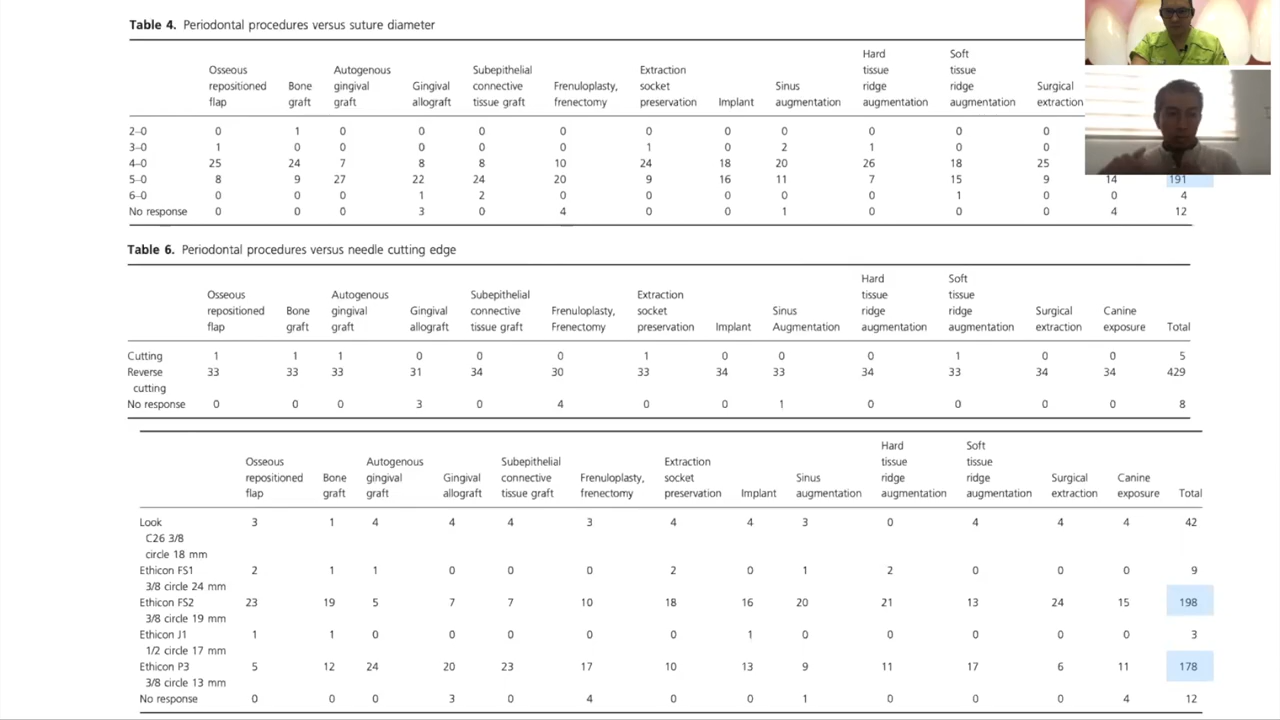 Table 4. Periodontal procedures versus suture diameter
Osseous repositioned flap Bone graft Autogenous gingival graft Gingival allograft Subepithelial connective tissue graft Frenuloplasty, frenectomy Extraction socket preservation Implant Sinus augmentation Hard tissue ridge augmentation Soft tissue ridge augmentation Surgical extraction
2–0 0 1 0 0 0 0 0 0 0 0 0 0
3–0 1 0 0 0 0 0 1 0 2 1 0 0
4–0 25 24 7 8 8 10 24 18 20 26 18 25
5–0 8 9 27 22 24 20 9 16 11 7 15 9 14 191
6–0 0 0 0 1 2 0 0 0 0 0 1 0 0 4
No response 0 0 0 3 0 4 0 0 1 0 0 0 4 12
Table 6. Periodontal procedures versus needle cutting edge
Osseous repositioned flap Bone graft Autogenous gingival graft Gingival allograft Subepithelial connective tissue graft Frenuloplasty, Frenectomy Extraction socket preservation Implant Sinus Augmentation Hard tissue ridge augmentation Soft tissue ridge augmentation Surgical extraction Canine exposure Total
Cutting 1 1 1 0 0 0 1 0 0 0 1 0 0 5
Reverse 33 33 33 31 34 30 33 34 33 34 33 34 34 429
cutting
No response 0 0 0 3 0 4 0 0 1 0 0 0 0 8
Osseous repositioned flap Bone graft Autogenous gingival graft Gingival allograft Subepithelial connective tissue graft Frenuloplasty, frenectomy Extraction socket preservation Implant Sinus augmentation Hard tissue ridge augmentation Soft tissue ridge augmentation Surgical extraction Canine exposure Total
Look 3 1 4 4 4 3 4 4 3 0 4 4 4 42
C26 3/8
circle 18 mm
Ethicon FS1 2 1 1 0 0 0 2 0 1 2 0 0 0 9
3/8 circle 24 mm
Ethicon FS2 23 19 5 7 7 10 18 16 20 21 13 24 15 198
3/8 circle 19 mm
Ethicon J1 1 1 0 0 0 0 0 1 0 0 0 0 0 3
1/2 circle 17 mm
Ethicon P3 5 12 24 20 23 17 10 13 9 11 17 6 11 178
3/8 circle 13 mm
No response 0 0 0 3 0 4 0 0 1 0 0 0 4 12